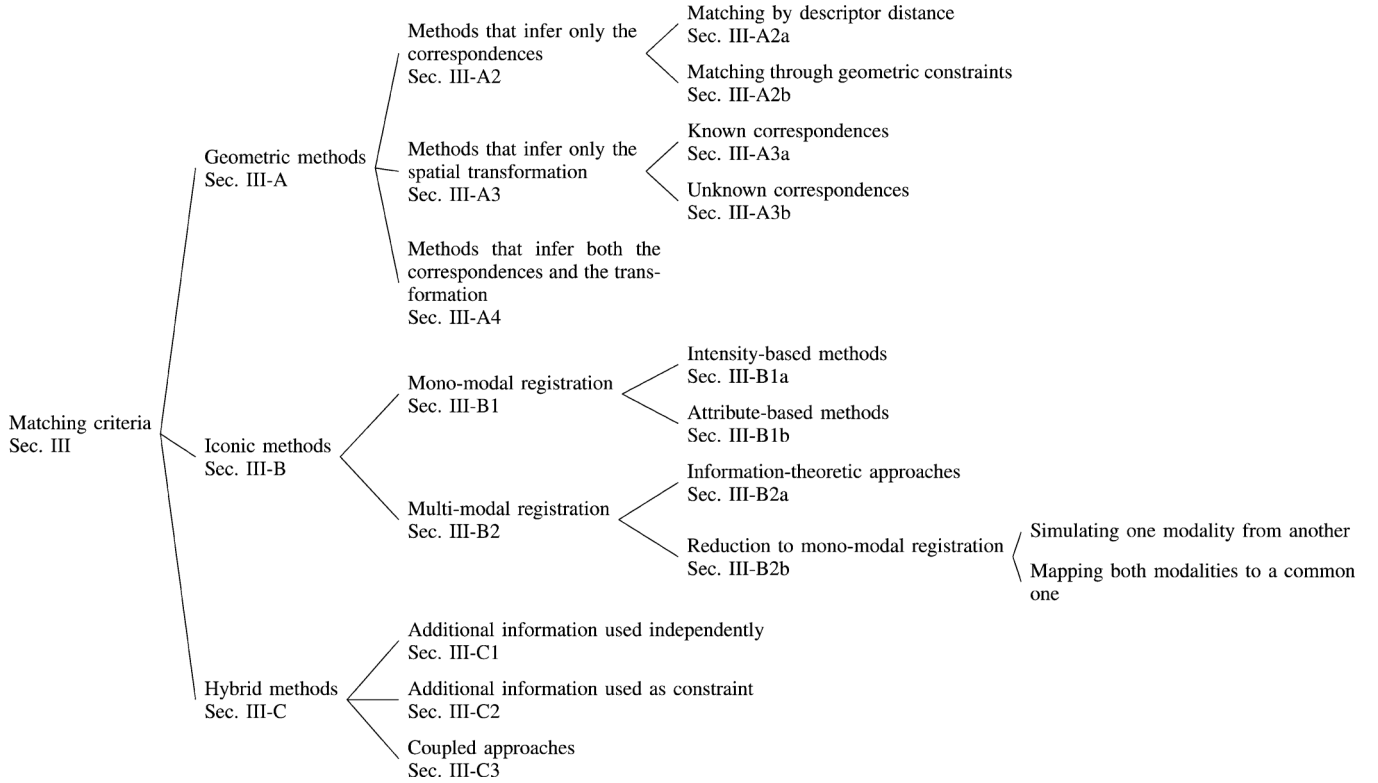 Matching criteria
Sec. III
Geometric methods
Sec. III-A
Methods that infer only the
correspondences
Sec. III-A2
Matching by descriptor distance
Sec. III-A2a
Matching through geometric constraints
Sec. III-A2b
Methods that infer only the
spatial transformation
Sec. III-A3
Known correspondences
Sec. III-A3a
Unknown correspondences
Sec. III-A3b
Methods that infer both the
correspondences and the trans-
formation
Sec. III-A4
Iconic methods
Sec. III-B
Mono-modal registration
Sec. III-B1
Intensity-based methods
Sec. III-B1a
Attribute-based methods
Sec. III-B1b
Multi-modal registration
Sec. III-B2
Information-theoretic approaches
Sec. III-B2a
Reduction to mono-modal registration
Sec. III-B2b
Simulating one modality from another
Mapping both modalities to a common
one
Hybrid methods
Sec. III-C
Additional information used independently
Sec. III-C1
Additional information used as constraint
Sec. III-C2
Coupled approaches
Sec. III-C3